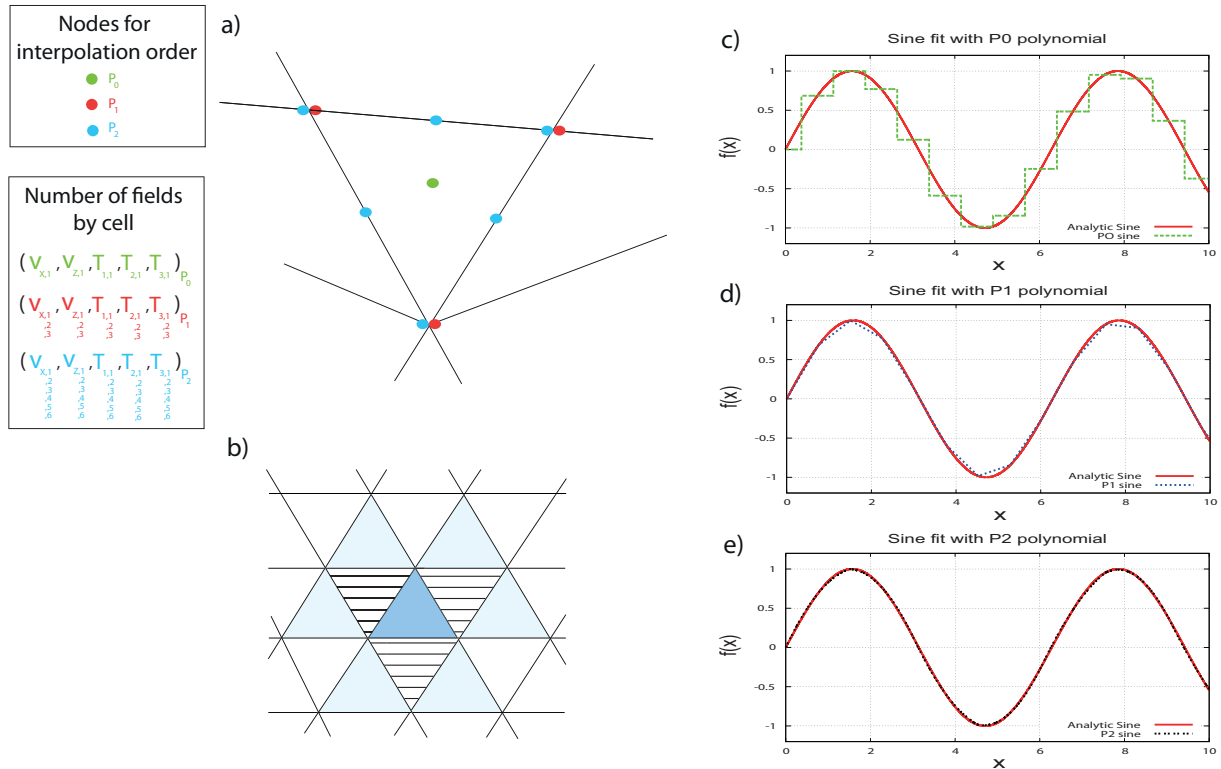 Nodes for
interpolation order
P0
P1
P2
Number of fields
by cell
(Vx,1,Vz,1,T1,1,T2,1,T3,1)P0
(Vx,1,Vz,1,T1,1,T2,1,T3,1)P1
,2 ,2 ,2 ,2 ,2
,3 ,3 ,3 ,3 ,3
(Vx,1,Vz,1,T1,1,T2,1,T3,1)P2
,2 ,2 ,2 ,2 ,2
,3 ,3 ,3 ,3 ,3
,4 ,4 ,4 ,4 ,4
,5 ,5 ,5 ,5 ,5
,6 ,6 ,6 ,6 ,6
a)
b)
c)
Sine fit with P0 polynomial
1
0.5
0
-0.5
-1
f(x)
Analytic Sine
PO sine
0 2 4 6 8 10
x
d)
Sine fit with P1 polynomial
1
0.5
0
-0.5
-1
f(x)
Analytic Sine
P1 sine
0 2 4 6 8 10
x
e)
Sine fit with P2 polynomial
1
0.5
0
-0.5
-1
f(x)
Analytic Sine
P2 sine
0 2 4 6 8 10
x